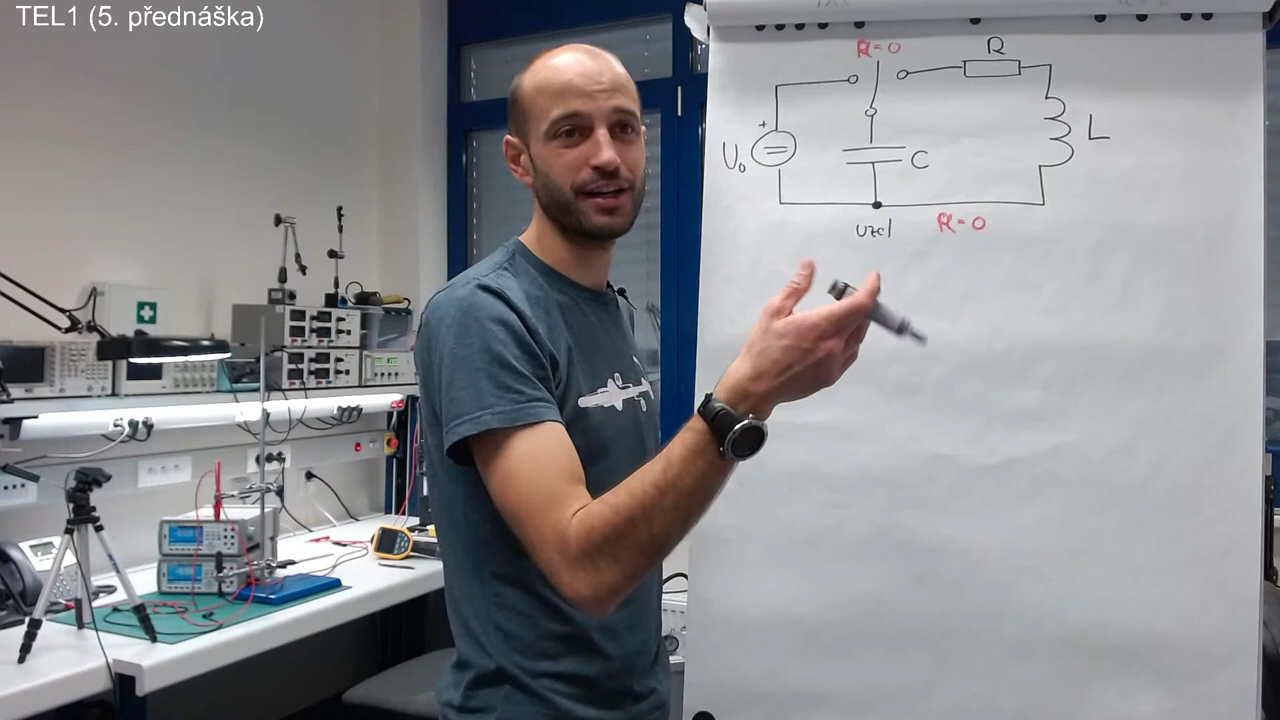 TEL1 (5. přednáška)
R=0
R
+
U₀
C
L
uzel
R=0